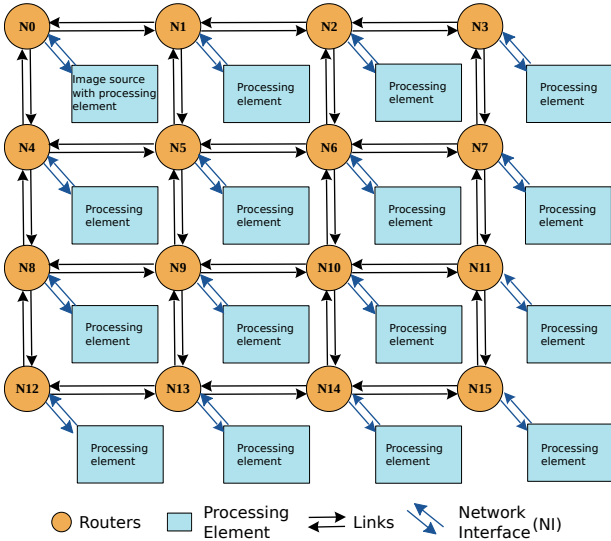 N0
N1
N2
N3
Image source
with processing
element
Processing
element
Processing
element
Processing
element
N4
N5
N6
N7
Processing
element
Processing
element
Processing
element
Processing
element
N8
N9
N10
N11
Processing
element
Processing
element
Processing
element
Processing
element
N12
N13
N14
N15
Processing
element
Processing
element
Processing
element
Processing
element
Routers
Processing
Element
Links
Network
Interface (NI)